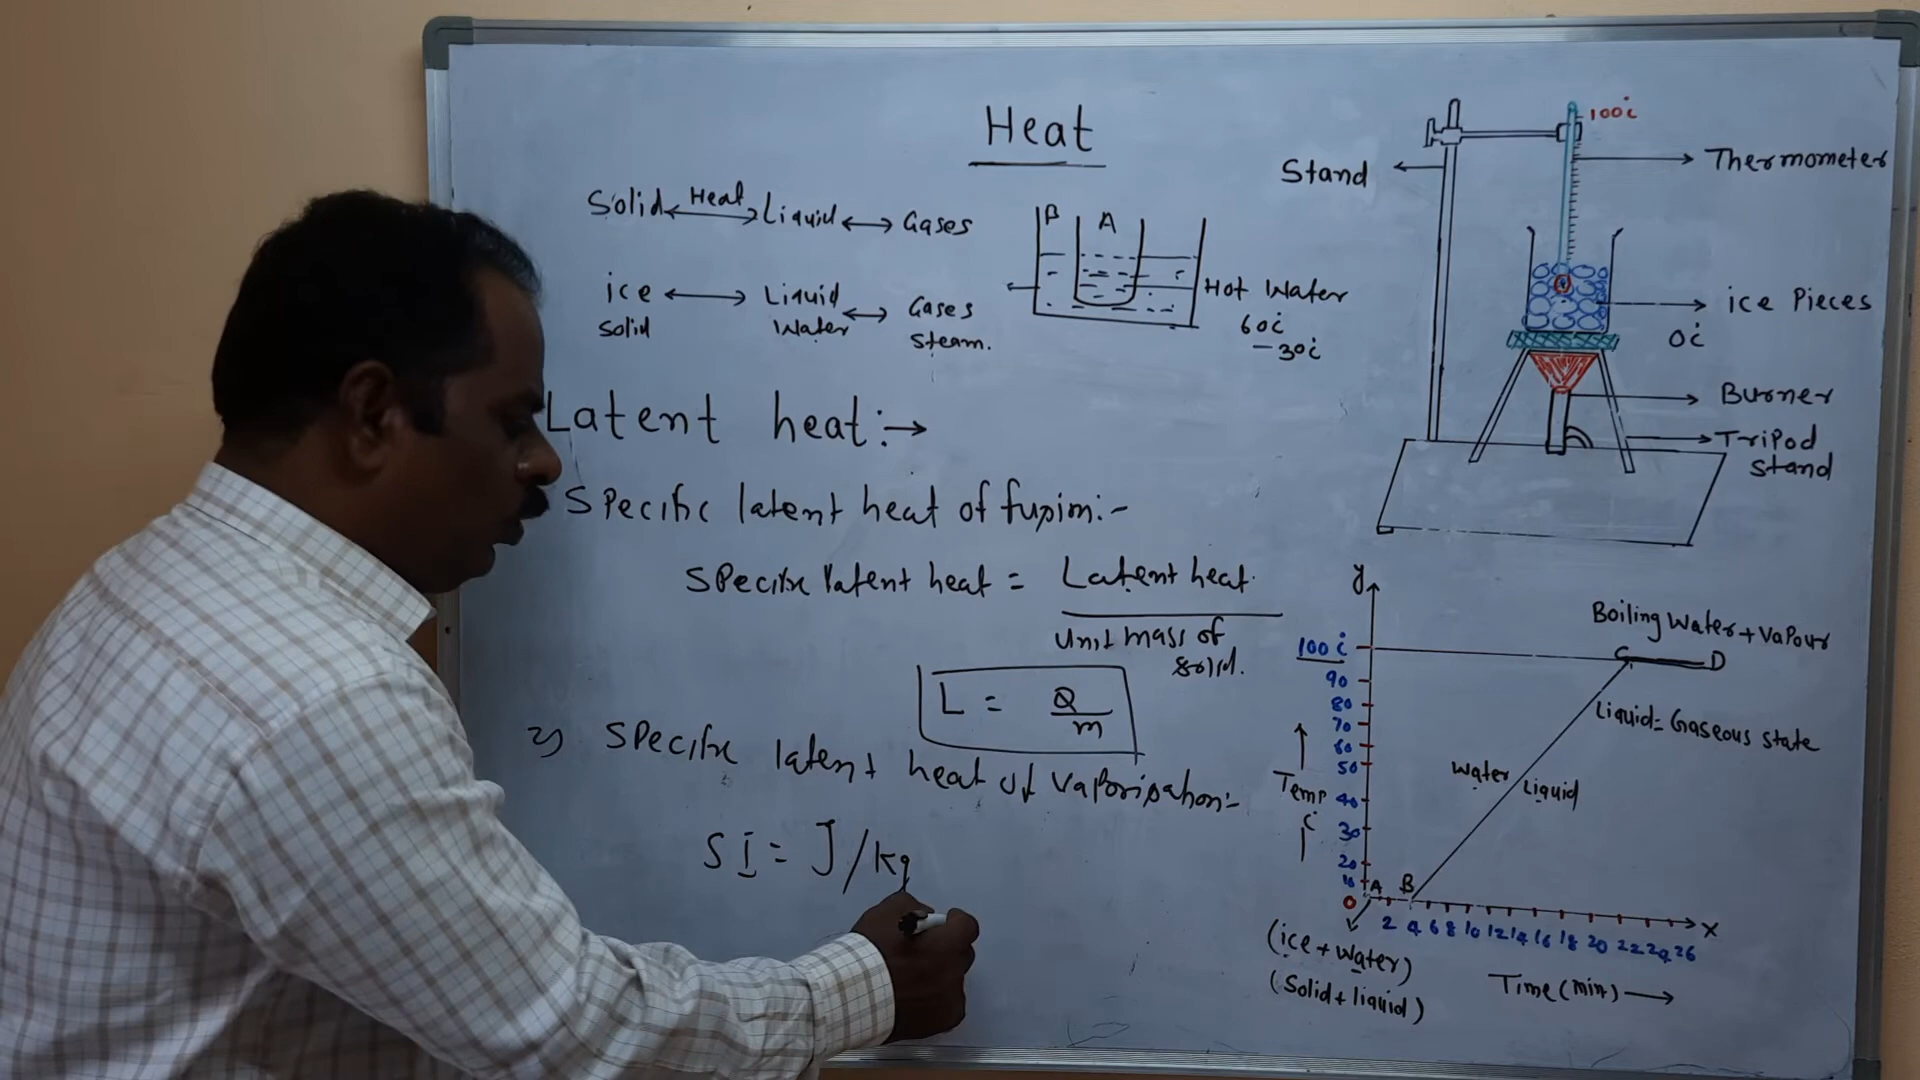 Heat
Solid ⟷ Heat Liquid ⟷ Gases
ice ⟷ Liquid ⟷ Gases
Solid Water Steam.
B A
Hot Water
60°c
-30°c
Latent heat:→
Specific latent heat of fusion:-
Specific latent heat = Latent heat
Unit mass of
solid.
L = Q/m
2) Specific latent heat of vaporisation:-
SI = J/kg
100°c
Stand
Thermometer
ice Pieces
0°c
Burner
Tripod
stand
y
Boiling Water + Vapour
100°c
C D
90
80
70
60
50
40
30
20
10
0
Liquid = Gaseous state
Water Liquid
Temp
°c
A B
2 4 6 8 10 12 14 16 18 20 22 24 26
x
(ice + water)
(Solid + liquid)
Time (min) →